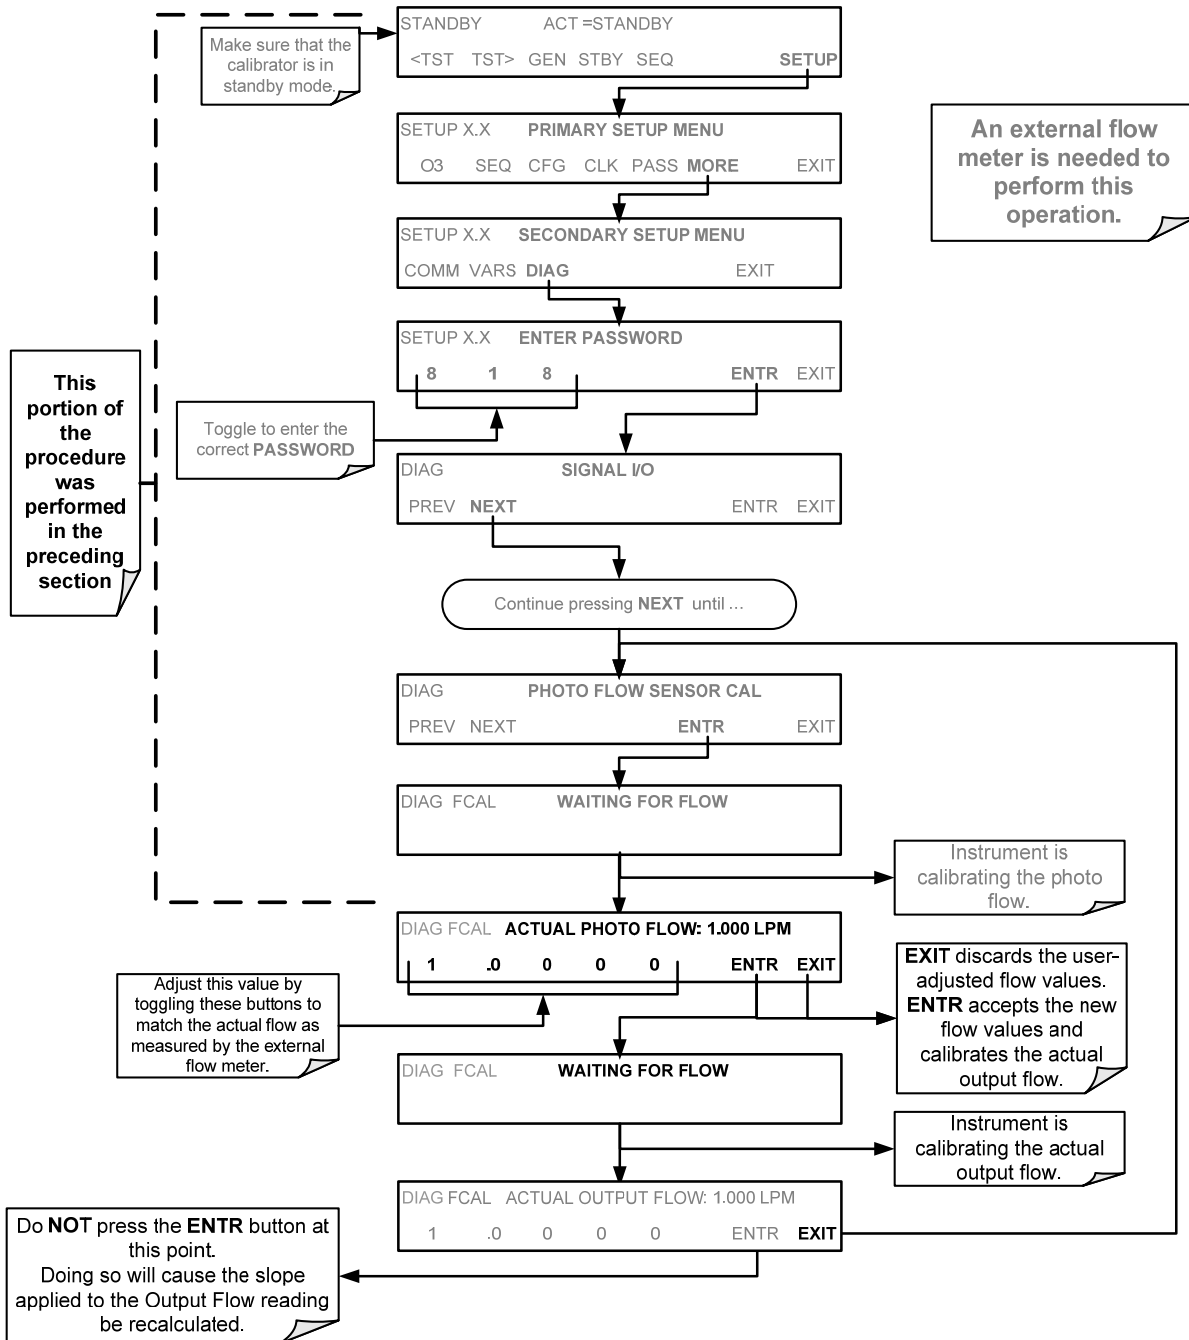 Make sure that the
calibrator is in
standby mode.
STANDBY ACT =STANDBY
<TST TST> GEN STBY SEQ SETUP
SETUP X.X PRIMARY SETUP MENU
O3 SEQ CFG CLK PASS MORE EXIT
An external flow
meter is needed to
perform this
operation.
SETUP X.X SECONDARY SETUP MENU
COMM VARS DIAG EXIT
SETUP X.X ENTER PASSWORD
8 1 8 ENTR EXIT
This
portion of
the
procedure
was
performed
in the
preceding
section
Toggle to enter the
correct PASSWORD
DIAG SIGNAL I/O
PREV NEXT ENTR EXIT
Continue pressing NEXT until ...
DIAG PHOTO FLOW SENSOR CAL
PREV NEXT ENTR EXIT
DIAG FCAL WAITING FOR FLOW
Instrument is
calibrating the photo
flow.
DIAG FCAL ACTUAL PHOTO FLOW: 1.000 LPM
1 .0 0 0 0 ENTR EXIT
Adjust this value by
toggling these buttons to
match the actual flow as
measured by the external
flow meter.
EXIT discards the user-
adjusted flow values.
ENTR accepts the new
flow values and
calibrates the actual
output flow.
DIAG FCAL WAITING FOR FLOW
Instrument is
calibrating the actual
output flow.
DIAG FCAL ACTUAL OUTPUT FLOW: 1.000 LPM
1 .0 0 0 0 ENTR EXIT
Do NOT press the ENTR button at
this point.
Doing so will cause the slope
applied to the Output Flow reading
be recalculated.